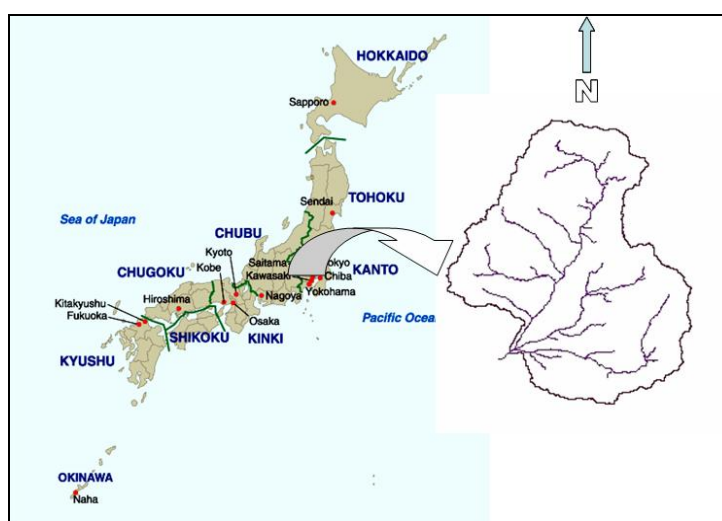 HOKKAIDO
Sapporo
N
TOHOKU
Sendai
Sea of Japan
CHUBU
Kyoto
Saitama
okyo
KANTO
CHUGOKU
Kobe
Kawasaki
Chiba
Yokohama
Hiroshima
Nagoya
Kitakyushu
Fukuoka
Osaka
Pacific Ocea
SHIKOKU
KINKI
KYUSHU
OKINAWA
Naha